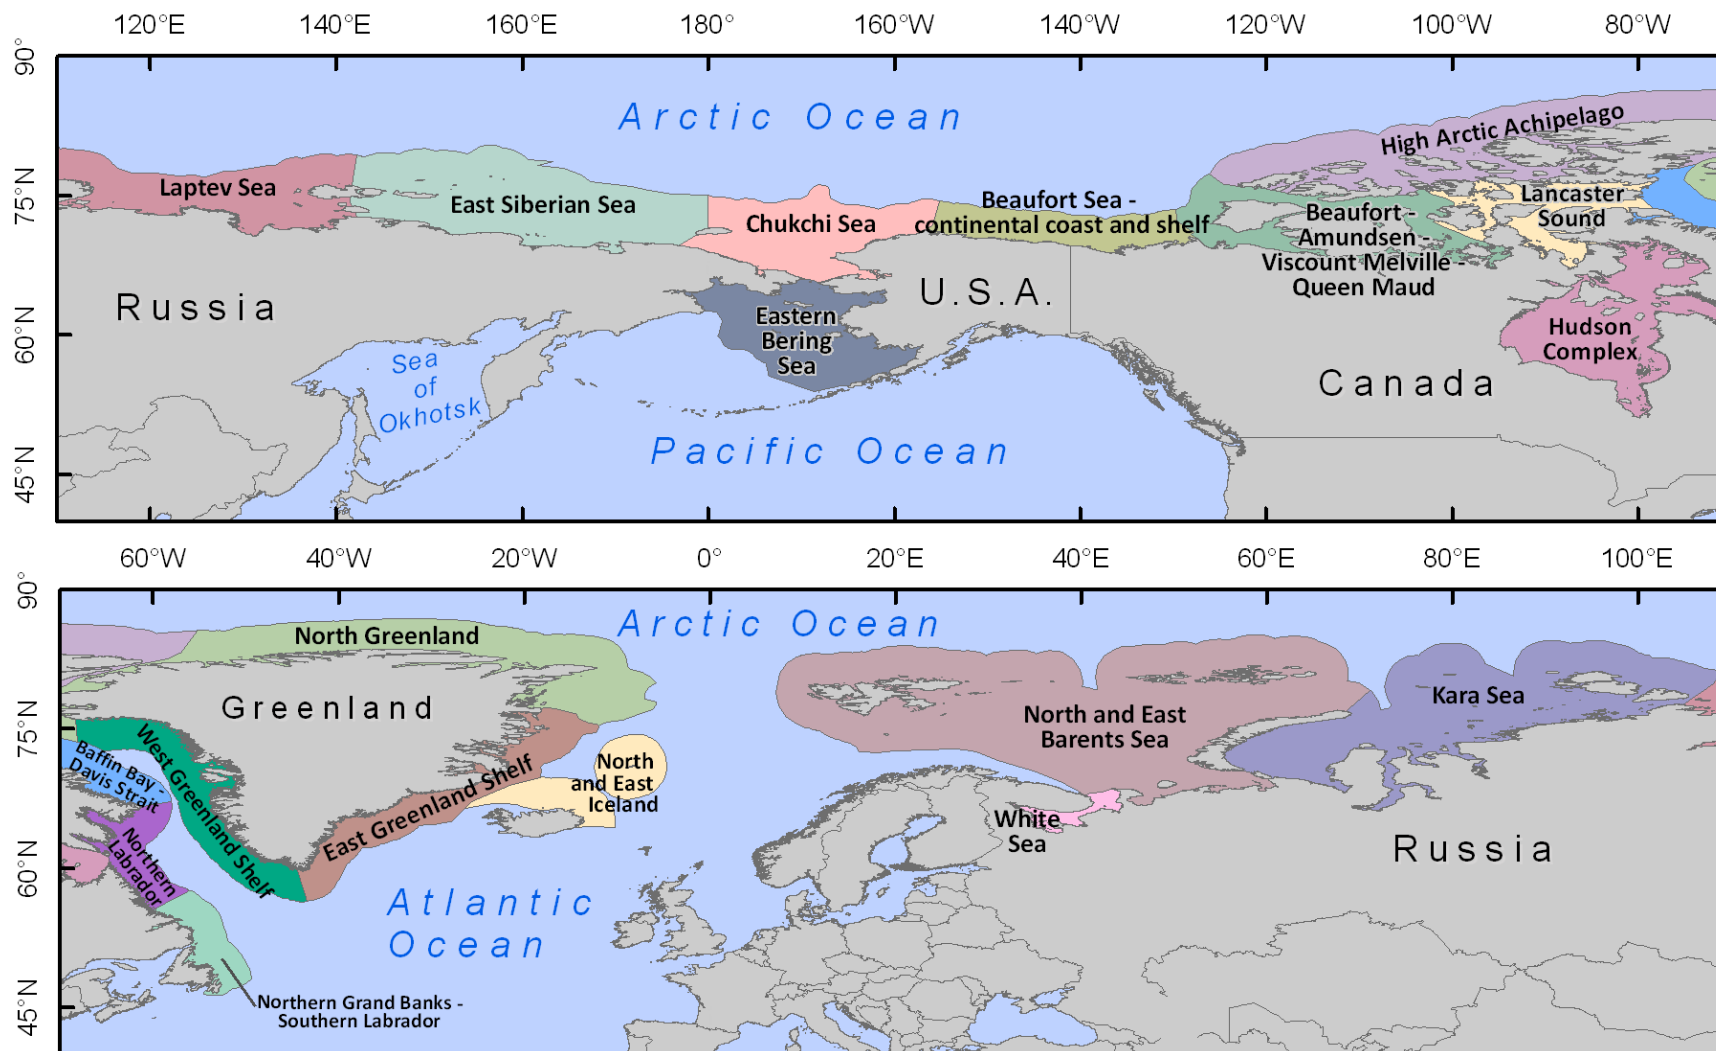 120°E 140°E 160°E 180° 160°W 140°W 120°W 100°W 80°W
90°
75°N
60°N
45°N
Arctic Ocean
High Arctic Achipelago
Laptev Sea
East Siberian Sea
Chukchi Sea
Beaufort Sea -
continental coast and shelf
Beaufort -
Amundsen -
Viscount Melville -
Queen Maud
Lancaster
Sound
Russia
U.S.A.
Eastern
Bering
Sea
Hudson
Complex
Canada
Sea
of
Okhotsk
Pacific Ocean
60°W 40°W 20°W 0° 20°E 40°E 60°E 80°E 100°E
90°
75°N
60°N
45°N
Arctic Ocean
North Greenland
Greenland
West Greenland Shelf
Baffin Bay -
Davis Strait
Northern
Labrador
East Greenland Shelf
North
and East
Iceland
North and East
Barents Sea
Kara Sea
White
Sea
Russia
Atlantic
Ocean
Northern Grand Banks -
Southern Labrador